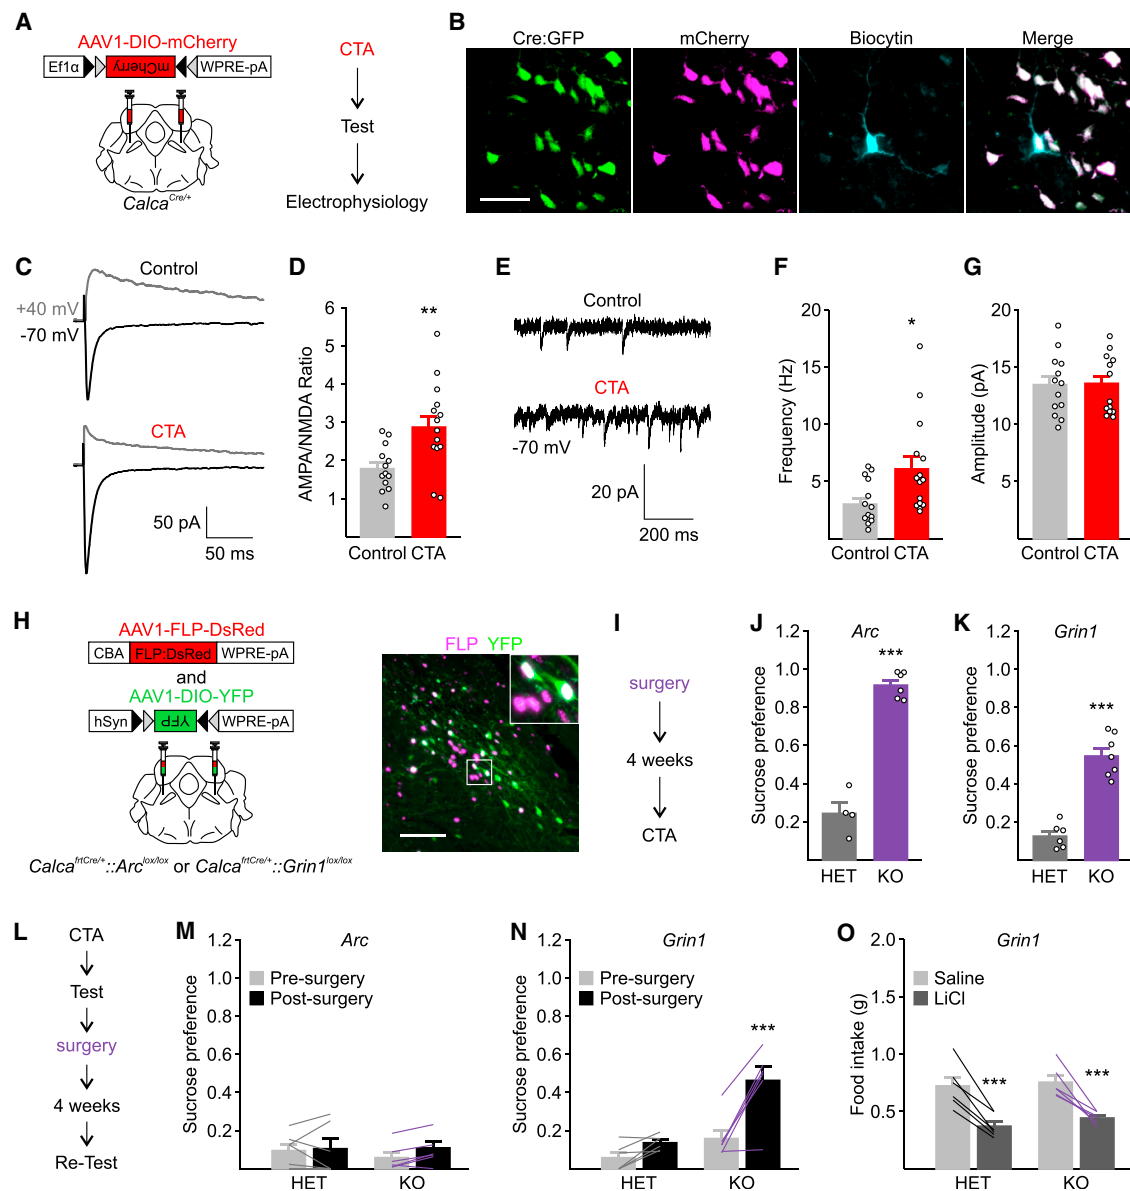 A
AAV1-DIO-mCherry
Ef1α mCherry WPRE-pA
Calca Cre/+
CTA
Test
Electrophysiology
B
Cre:GFP mCherry Biocytin Merge
C
Control
+40 mV
-70 mV
CTA
50 pA
50 ms
D
AMPA/NMDA Ratio
6
5
4
3
2
1
**
Control CTA
E
Control
CTA
-70 mV
20 pA
200 ms
F
Frequency (Hz)
20
15
10
5
*
Control CTA
G
Amplitude (pA)
20
15
10
5
Control CTA
H
AAV1-FLP-DsRed
CBA FLP:DsRed WPRE-pA
and
AAV1-DIO-YFP
hSyn YFP WPRE-pA
Calca frtCre/+::Arc lox/lox or Calca frtCre/+::Grin1 lox/lox
FLP YFP
I
surgery
4 weeks
CTA
J
Arc
Sucrose preference
1.2
1.0
0.8
0.6
0.4
0.2
***
HET KO
K
Grin1
Sucrose preference
1.2
1.0
0.8
0.6
0.4
0.2
***
HET KO
L
CTA
Test
surgery
4 weeks
Re-Test
M
Arc
Sucrose preference
1.2
1.0
0.8
0.6
0.4
0.2
Pre-surgery
Post-surgery
HET KO
N
Grin1
Sucrose preference
1.2
1.0
0.8
0.6
0.4
0.2
Pre-surgery
Post-surgery
***
HET KO
O
Grin1
Food intake (g)
2.0
1.5
1.0
0.5
Saline
LiCl
*** ***
HET KO